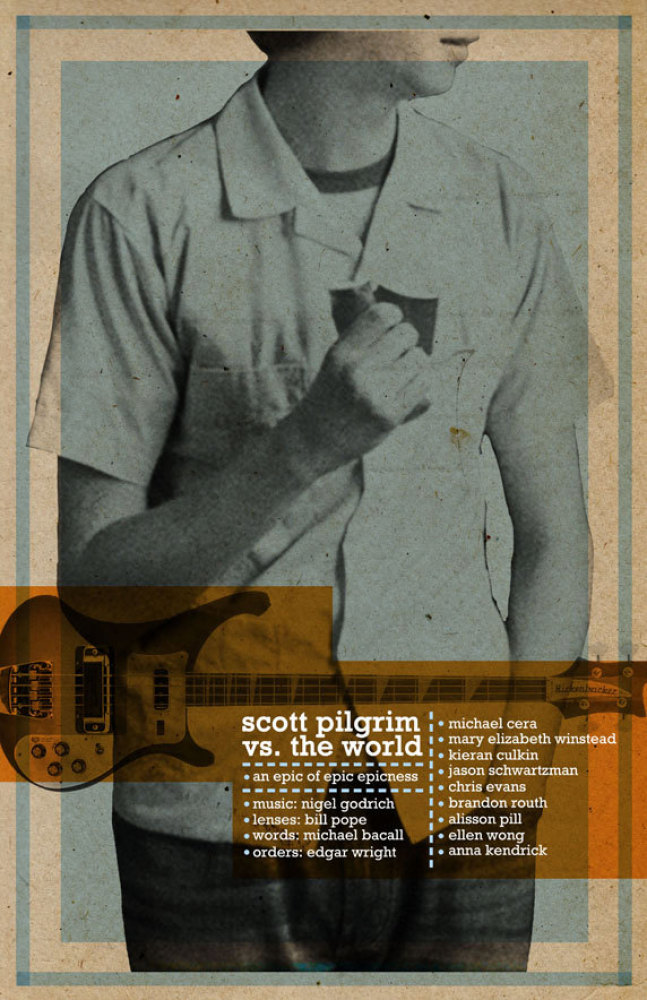 Rickenbacker
scott pilgrim
vs. the world
an epic of epic epicness
music: nigel godrich
lenses: bill pope
words: michael bacall
orders: edgar wright
michael cera
mary elizabeth winstead
kieran culkin
jason schwartzman
chris evans
brandon routh
alisson pill
ellen wong
anna kendrick